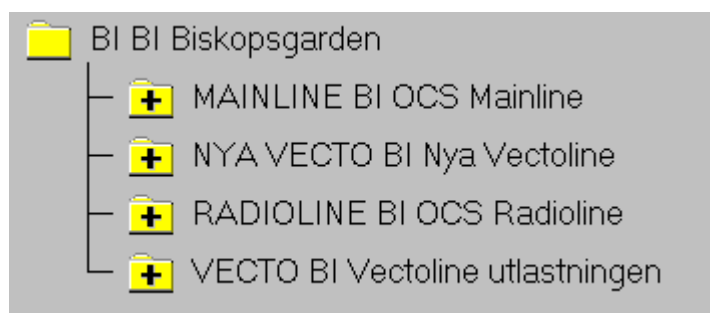 BI BI Biskopsgarden
MAINLINE BI OCS Mainline
NYA VECTO BI Nya Vectoline
RADIOLINE BI OCS Radioline
VECTO BI Vectoline utlastningen